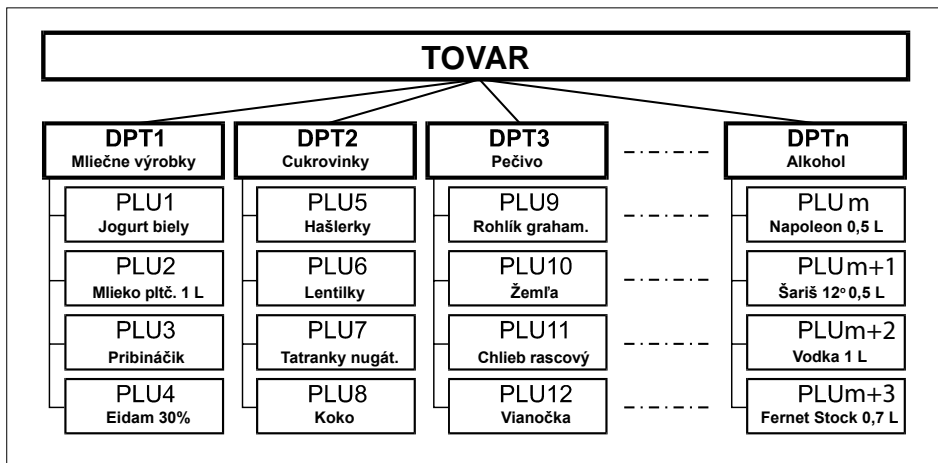 TOVAR
DPT1
Mliečne výrobky
PLU1
Jogurt biely
PLU2
Mlieko pltč. 1 L
PLU3
Pribináčik
PLU4
Eidam 30%
DPT2
Cukrovinky
PLU5
Hašlerky
PLU6
Lentilky
PLU7
Tatranky nugát.
PLU8
Koko
DPT3
Pečivo
PLU9
Rohlík graham.
PLU10
Žemľa
PLU11
Chlieb rascový
PLU12
Vianočka
DPTn
Alkohol
PLU m
Napoleon 0,5 L
PLUm+1
Šariš 12° 0,5 L
PLUm+2
Vodka 1 L
PLUm+3
Fernet Stock 0,7 L